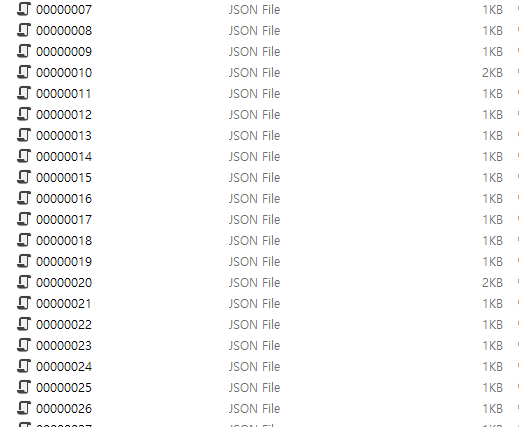 00000007 JSON File 1KB
00000008 JSON File 1KB
00000009 JSON File 1KB
00000010 JSON File 2KB
00000011 JSON File 1KB
00000012 JSON File 1KB
00000013 JSON File 1KB
00000014 JSON File 1KB
00000015 JSON File 1KB
00000016 JSON File 1KB
00000017 JSON File 1KB
00000018 JSON File 1KB
00000019 JSON File 1KB
00000020 JSON File 2KB
00000021 JSON File 1KB
00000022 JSON File 1KB
00000023 JSON File 1KB
00000024 JSON File 1KB
00000025 JSON File 1KB
00000026 JSON File 1KB